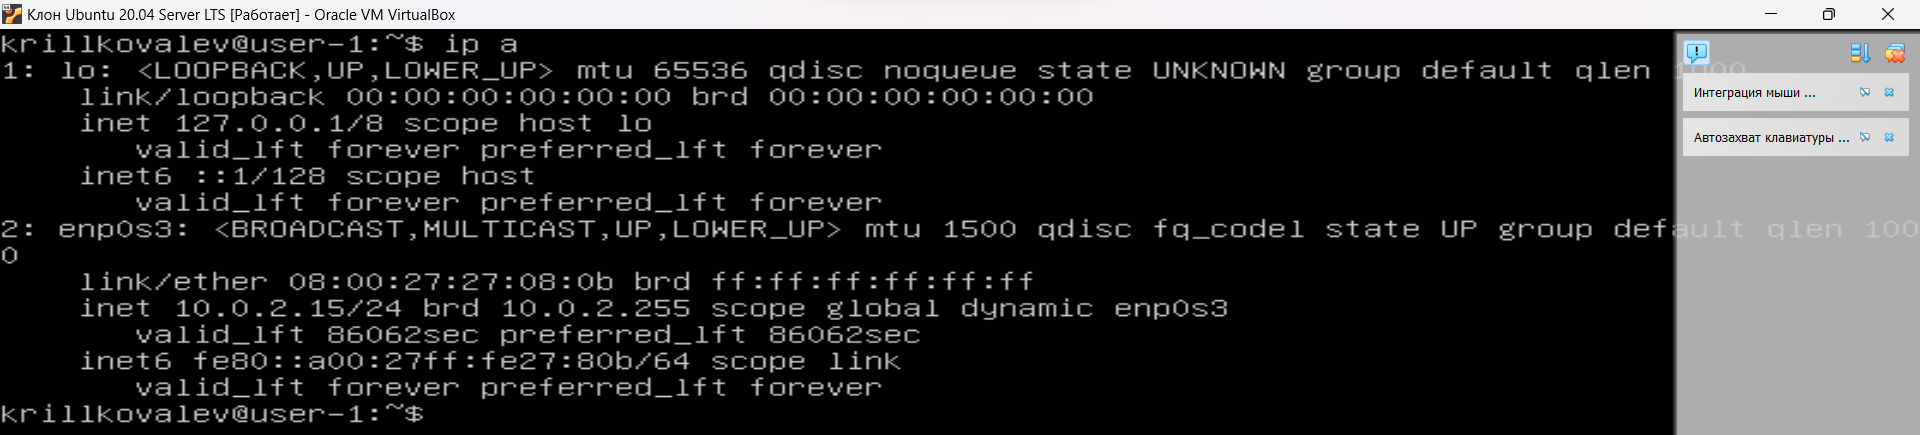 Клон Ubuntu 20.04 Server LTS [Работает] - Oracle VM VirtualBox
krillkovalev@user-1:~$ ip a
1: lo: <LOOPBACK,UP,LOWER_UP> mtu 65536 qdisc noqueue state UNKNOWN group default qlen 1000
link/loopback 00:00:00:00:00:00 brd 00:00:00:00:00:00
inet 127.0.0.1/8 scope host lo
valid_lft forever preferred_lft forever
inet6 ::1/128 scope host
valid_lft forever preferred_lft forever
2: enp0s3: <BROADCAST,MULTICAST,UP,LOWER_UP> mtu 1500 qdisc fq_codel state UP group default qlen 100
0
link/ether 08:00:27:27:08:0b brd ff:ff:ff:ff:ff:ff
inet 10.0.2.15/24 brd 10.0.2.255 scope global dynamic enp0s3
valid_lft 86062sec preferred_lft 86062sec
inet6 fe80::a00:27ff:fe27:80b/64 scope link
valid_lft forever preferred_lft forever
krillkovalev@user-1:~$
Интеграция мыши ...
Автозахват клавиатуры ...